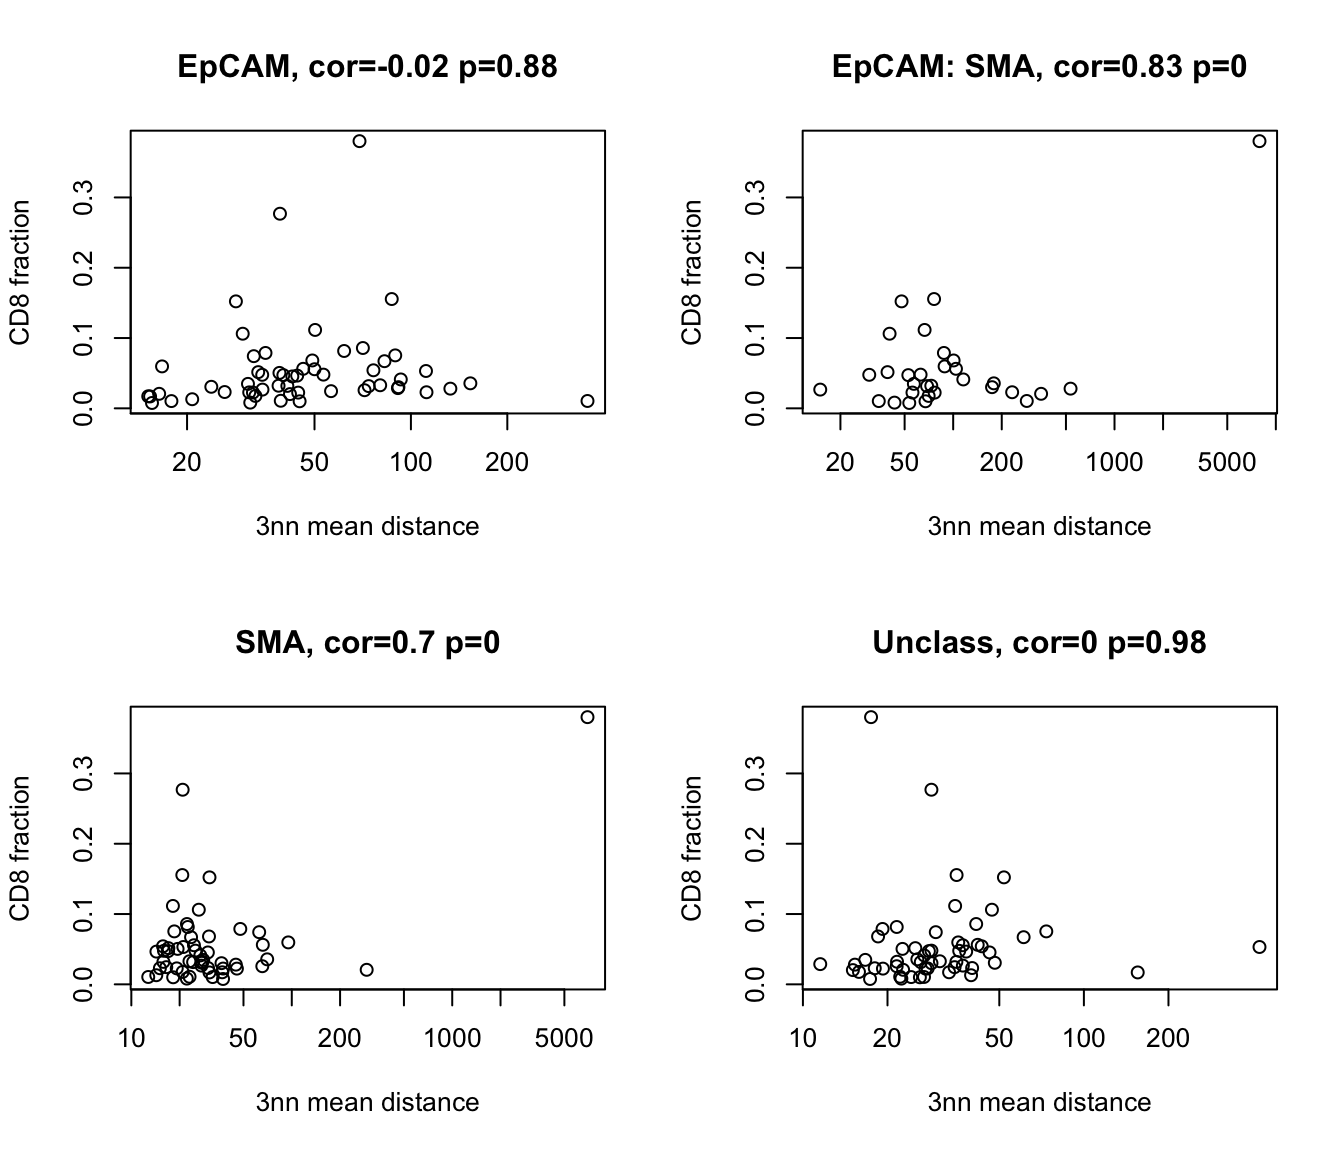 EpCAM, cor=-0.02 p=0.88
CD8 fraction
0.3
0.2
0.1
0.0
20 50 100 200
3nn mean distance
EpCAM: SMA, cor=0.83 p=0
CD8 fraction
0.3
0.2
0.1
0.0
20 50 200 1000 5000
3nn mean distance
SMA, cor=0.7 p=0
CD8 fraction
0.3
0.2
0.1
0.0
10 50 200 1000 5000
3nn mean distance
Unclass, cor=0 p=0.98
CD8 fraction
0.3
0.2
0.1
0.0
10 20 50 100 200
3nn mean distance